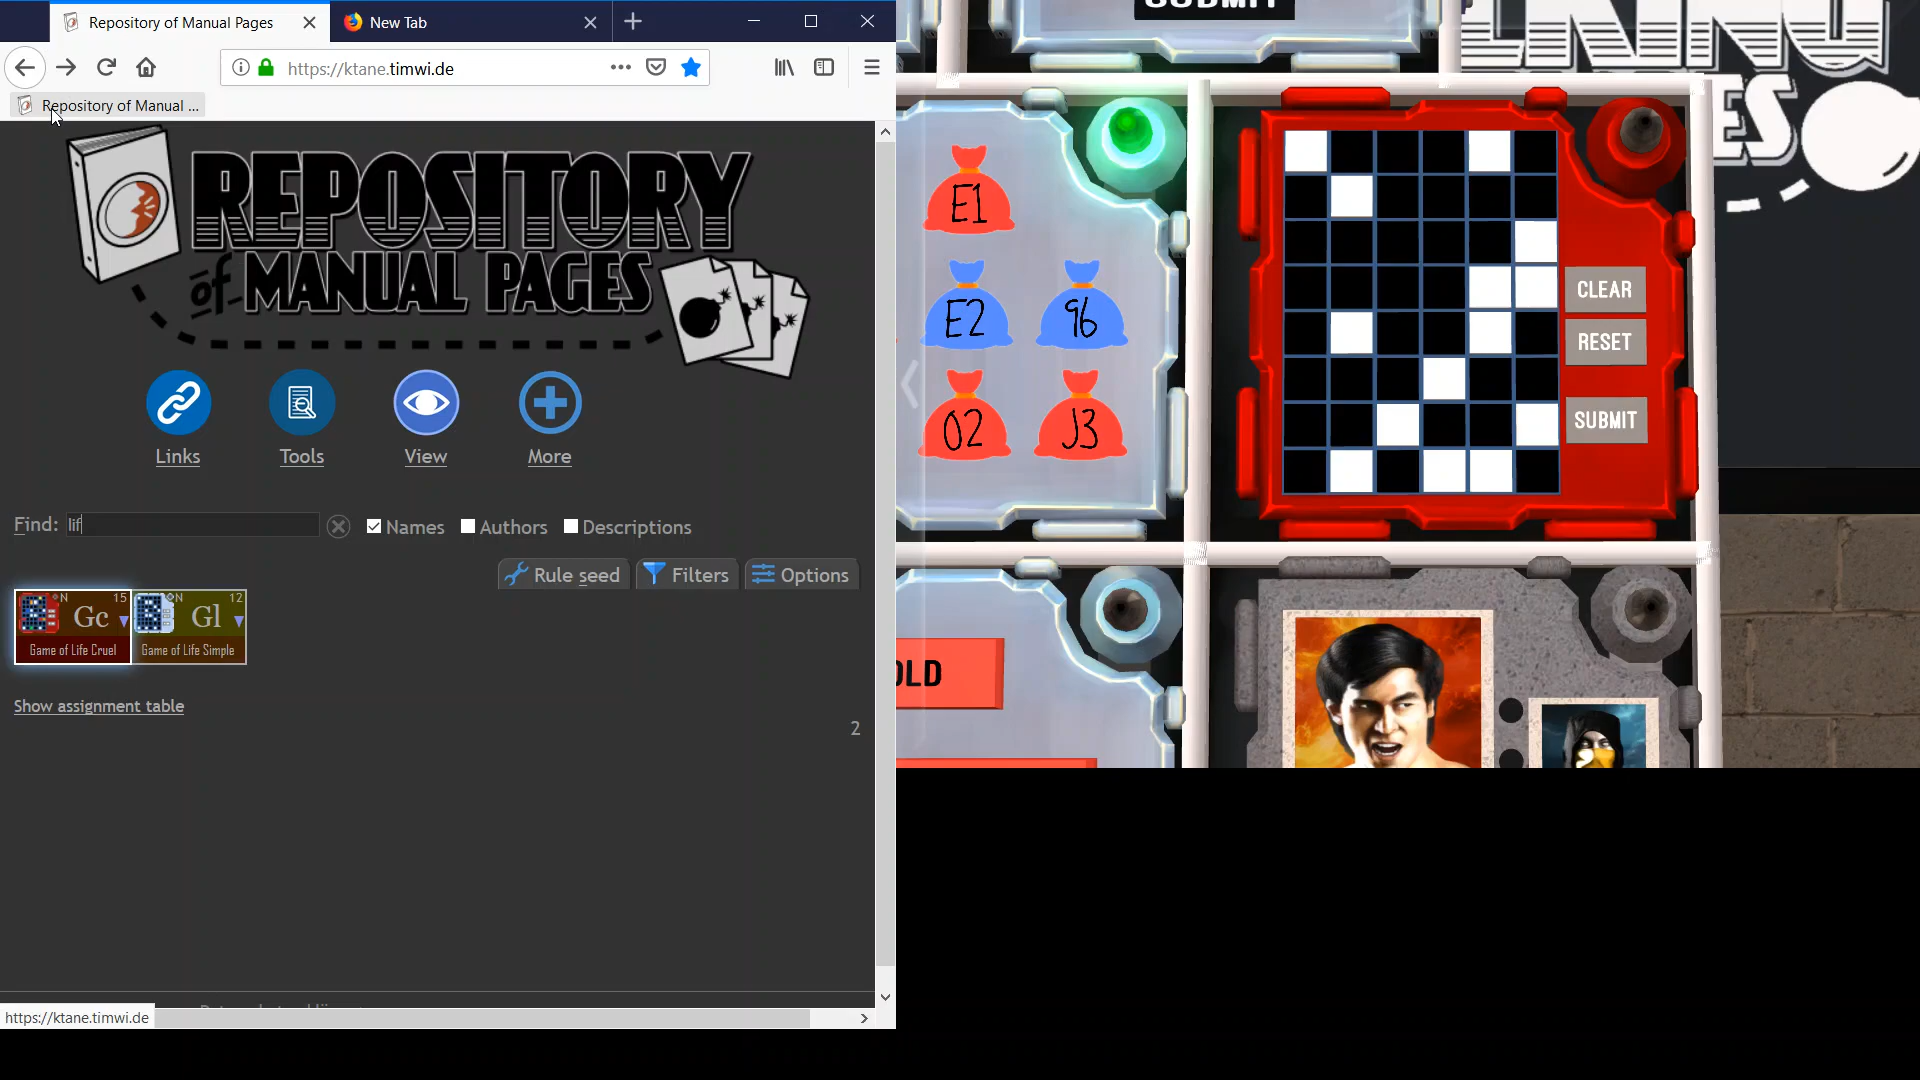 Repository of Manual Pages
New Tab
https://ktane.timwi.de
Repository of Manual ...
REPOSITORY
of
MANUAL PAGES
Links
Tools
View
More
Find:
lif
Names
Authors
Descriptions
Rule seed
Filters
Options
N
15
Gc
Game of Life Cruel
N
12
Gl
Game of Life Simple
Show assignment table
2
https://ktane.timwi.de
SUBMIT
E1
E2
96
02
J3
CLEAR
RESET
SUBMIT
OLD